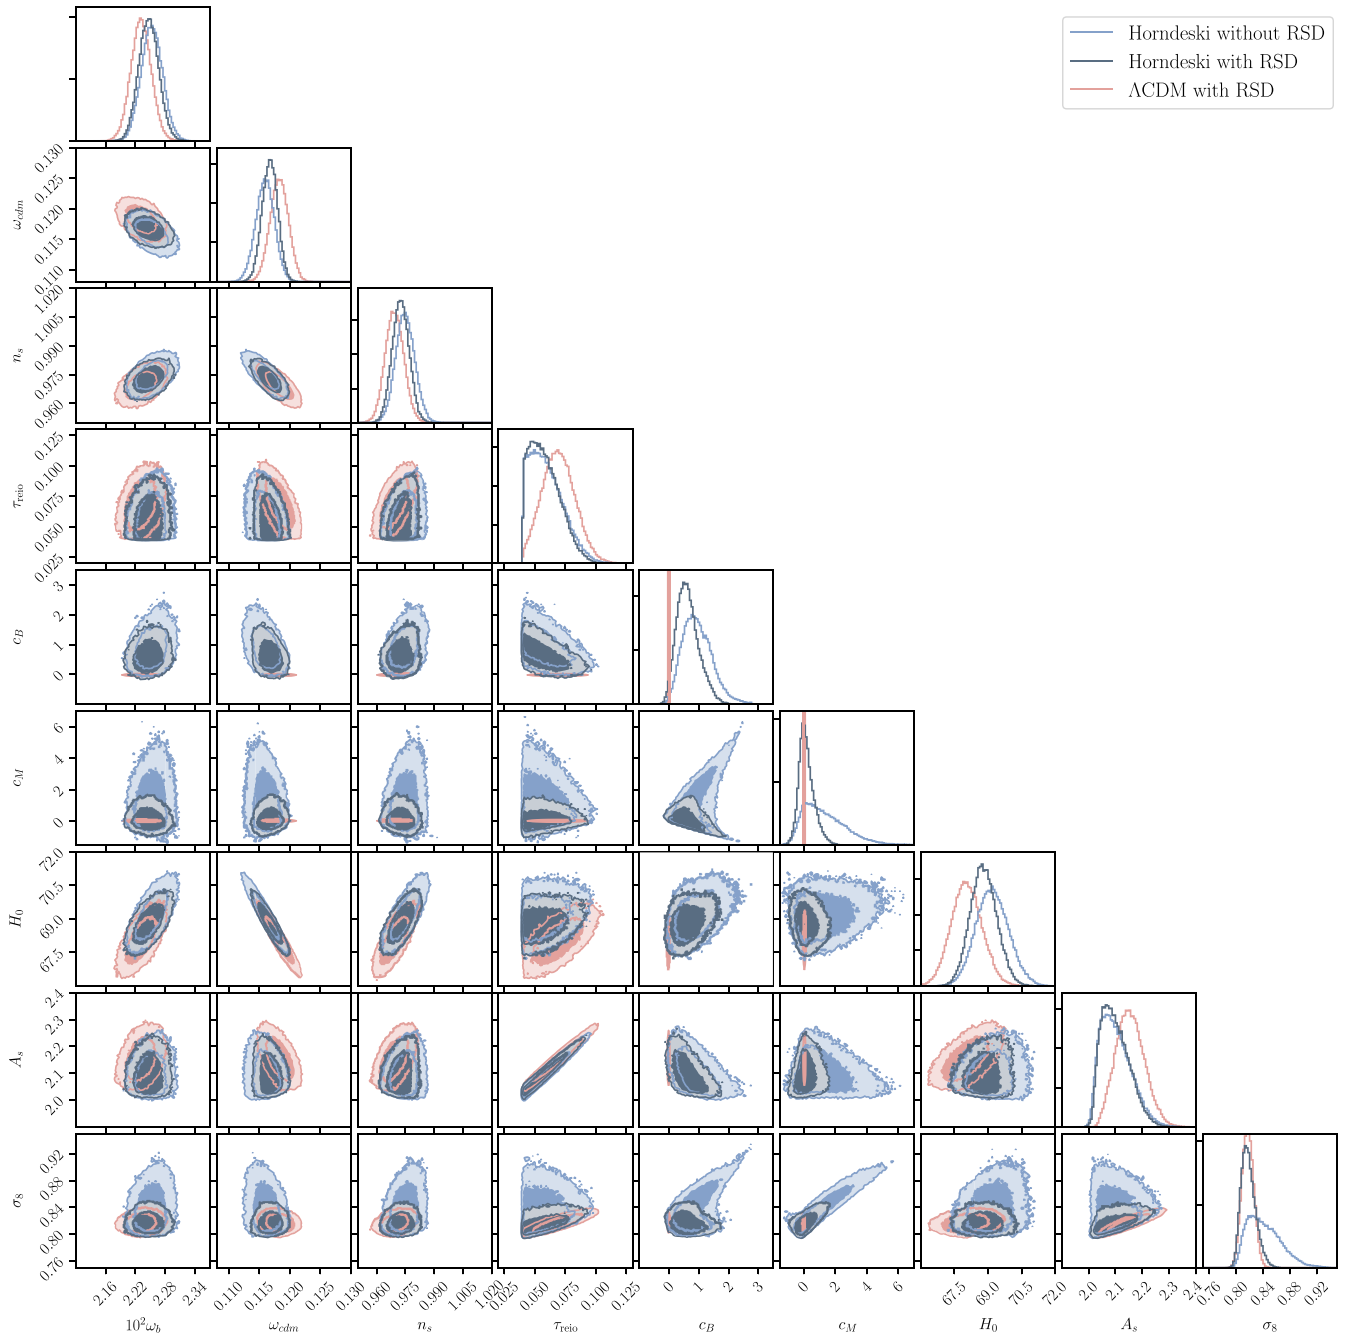 Horndeski without RSD
Horndeski with RSD
ΛCDM with RSD
0.130
0.125
0.120
0.115
0.110
ω_cdm
1.020
1.005
0.990
0.975
0.960
n_s
0.125
0.100
0.075
0.050
0.025
τ_reio
3
2
1
0
c_B
6
4
2
0
c_M
72.0
70.5
69.0
67.5
H_0
2.4
2.3
2.2
2.1
2.0
A_s
0.92
0.88
0.84
0.80
0.76
σ_8
2.16 2.22 2.28 2.34
0.110 0.115 0.120 0.125 0.130
0.960 0.975 0.990 1.005 1.020
0.025 0.050 0.075 0.100 0.125
0 1 2 3
0 2 4 6
67.5 69.0 70.5 72.0
2.0 2.1 2.2 2.3 2.4
0.76 0.80 0.84 0.88 0.92
10²ω_b ω_cdm n_s τ_reio c_B c_M H_0 A_s σ_8